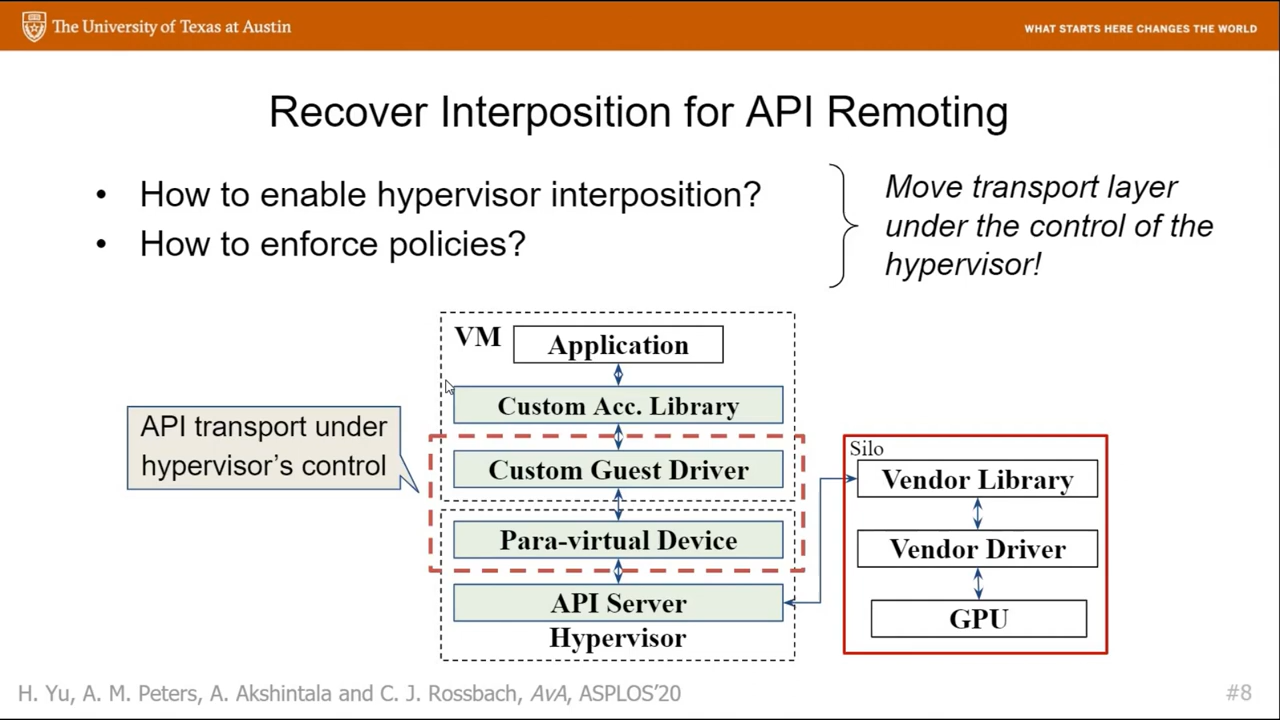 The University of Texas at Austin
WHAT STARTS HERE CHANGES THE WORLD
Recover Interposition for API Remoting
• How to enable hypervisor interposition?
• How to enforce policies?
Move transport layer
under the control of the
hypervisor!
VM
Application
Custom Acc. Library
API transport under
hypervisor's control
Custom Guest Driver
Para-virtual Device
API Server
Hypervisor
Silo
Vendor Library
Vendor Driver
GPU
H. Yu, A. M. Peters, A. Akshintala and C. J. Rossbach, AvA, ASPLOS'20
#8